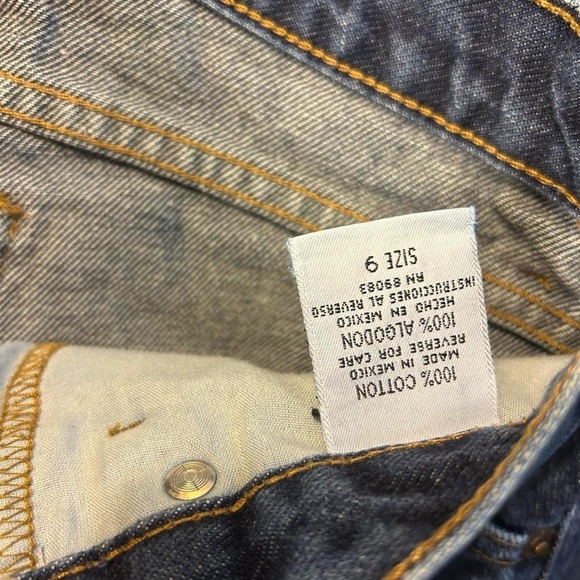 100% COTTON
MADE IN MEXICO
REVERSE FOR CARE
100% ALGODON
HECHO EN MEXICO
INSTRUCCIONES AL REVERSO
RN 89083
SIZE 6